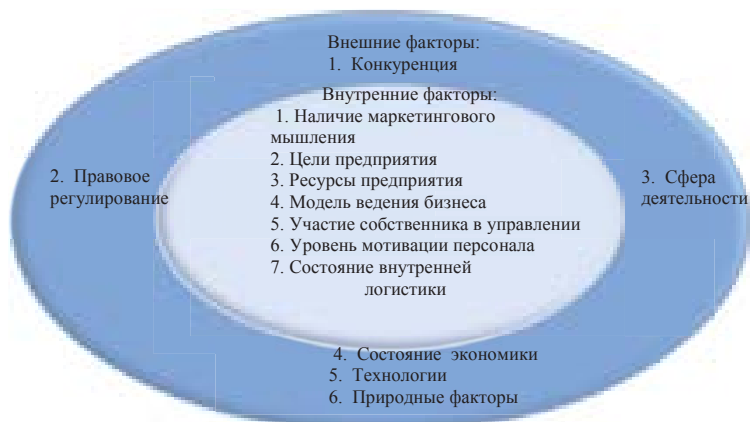 Внешние факторы:
1. Конкуренция
Внутренние факторы:
1. Наличие маркетингового
мышления
2. Цели предприятия
3. Ресурсы предприятия
4. Модель ведения бизнеса
5. Участие собственника в управлении
6. Уровень мотивации персонала
7. Состояние внутренней
логистики
2. Правовое
регулирование
3. Сфера
деятельности
4. Состояние экономики
5. Технологии
6. Природные факторы